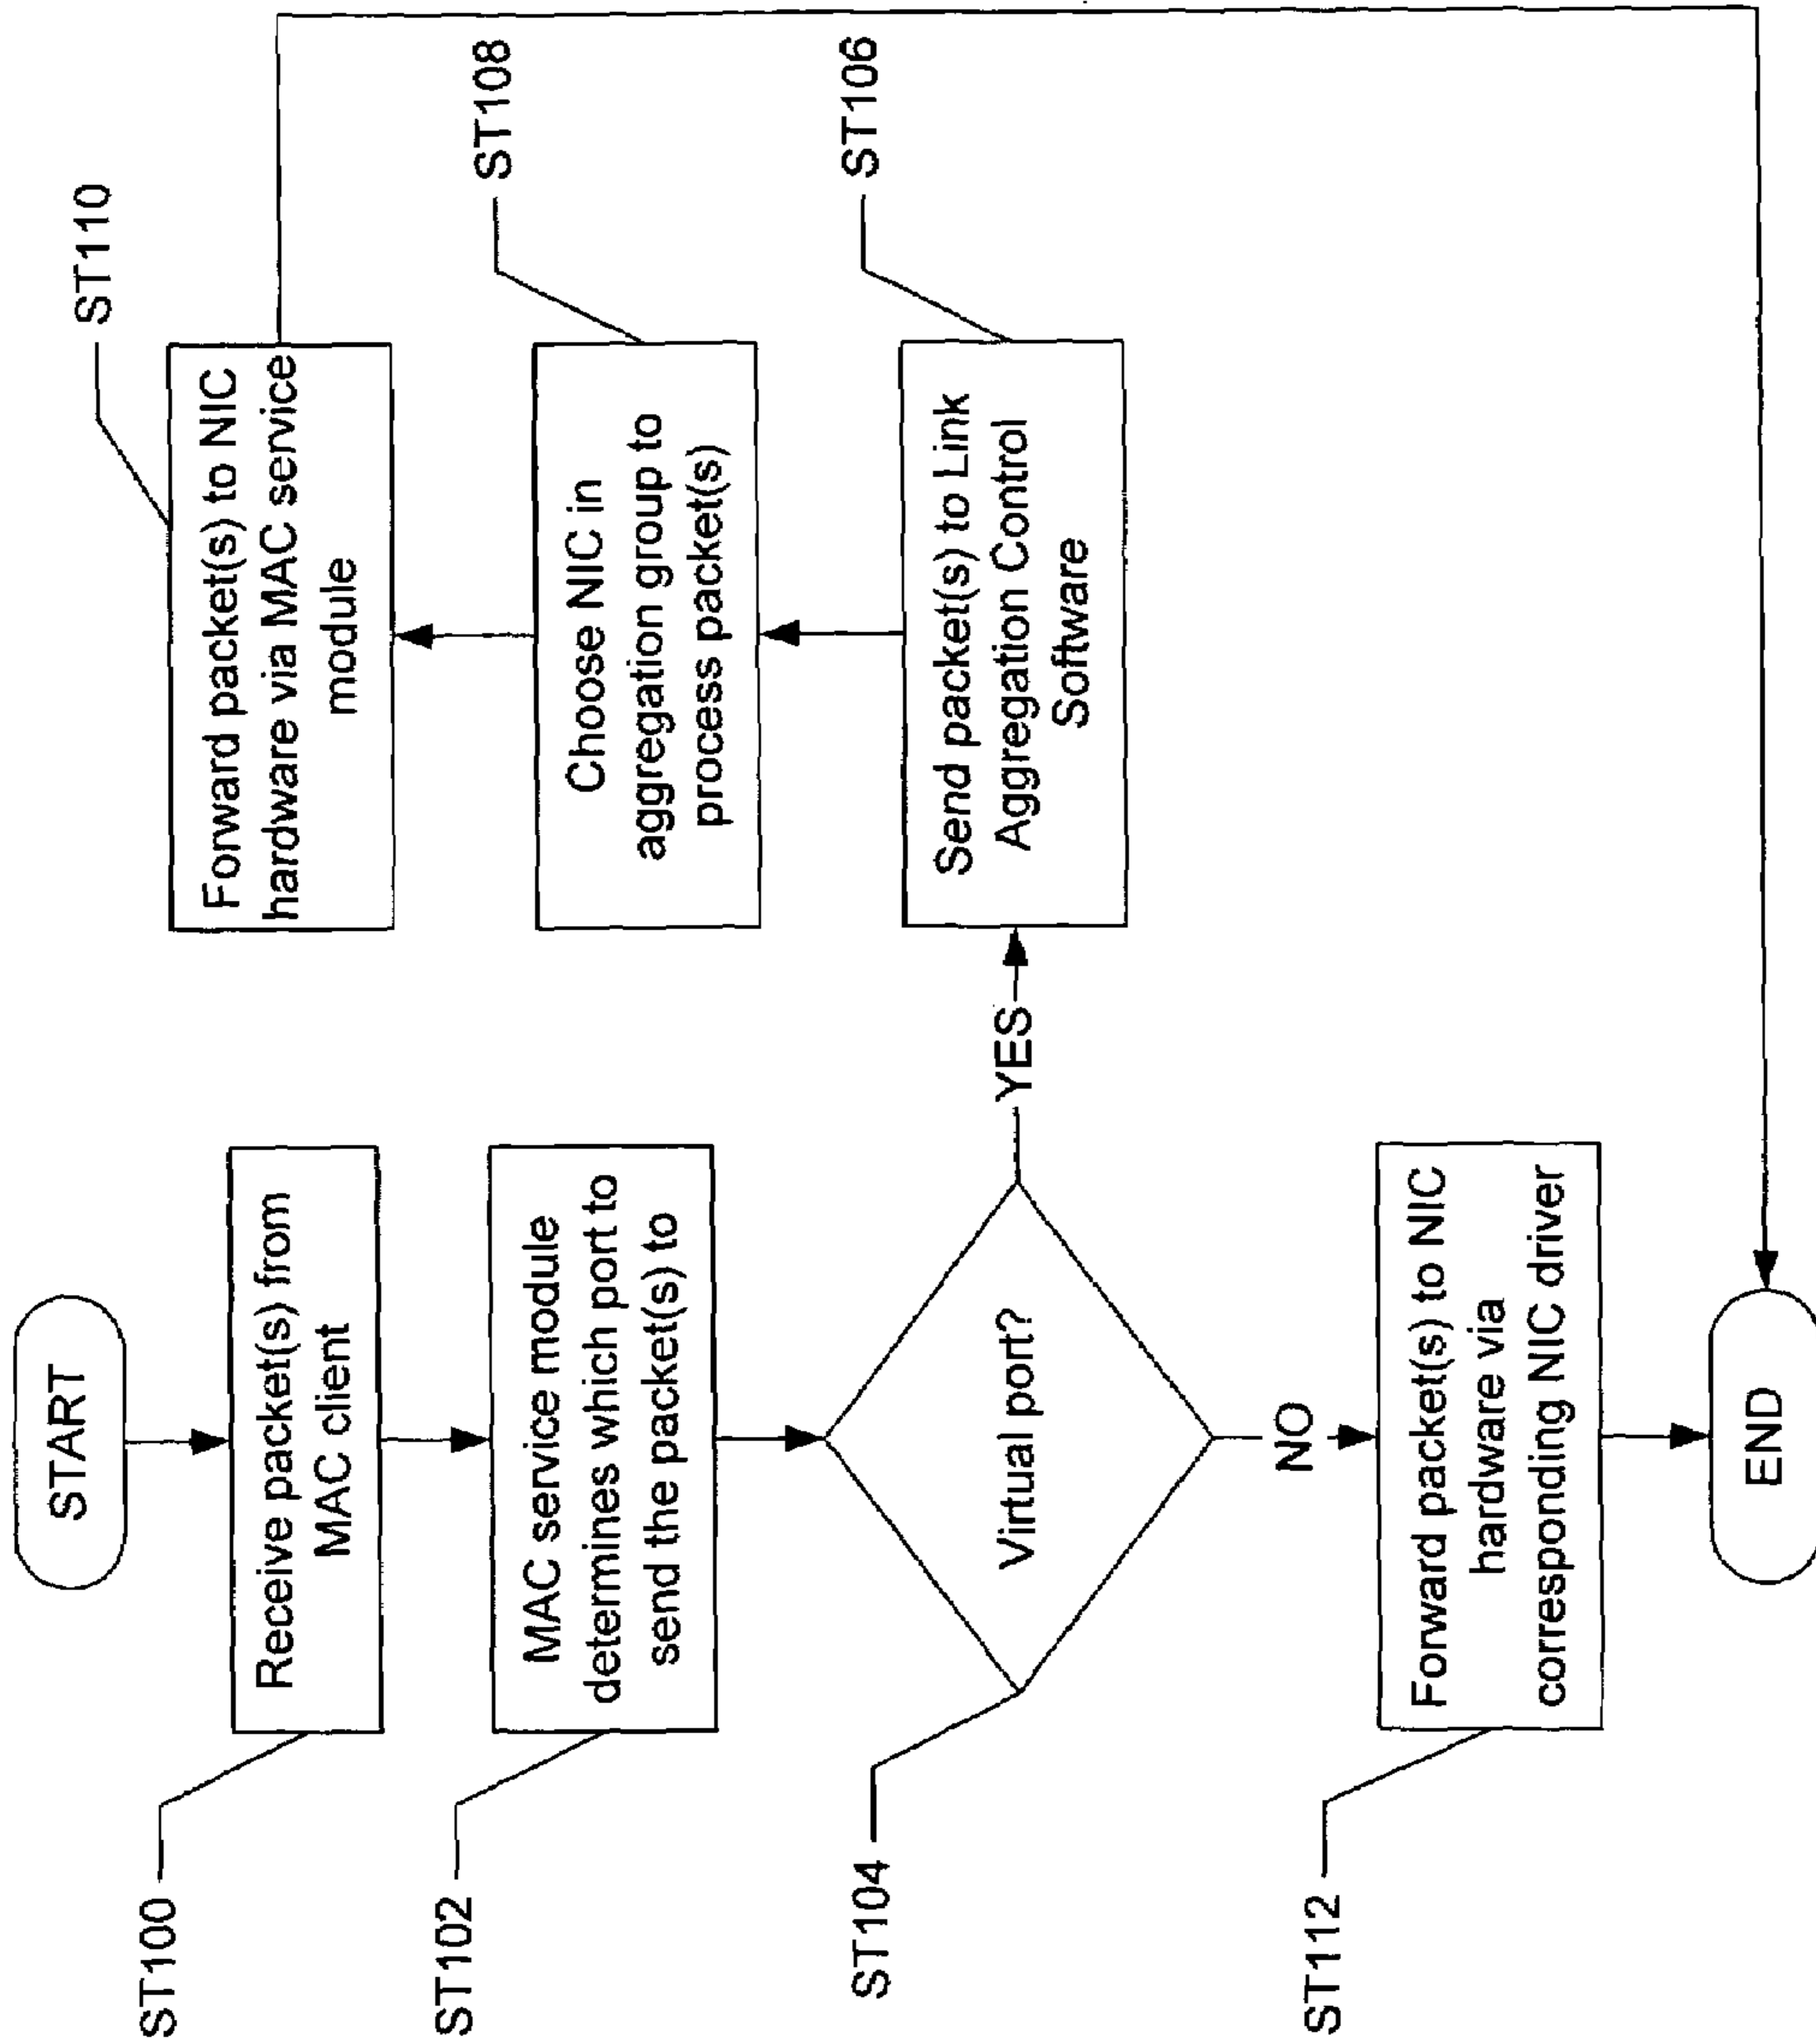 START
ST100
Receive packet(s) from
MAC client
ST102
MAC service module
determines which port to
send the packet(s) to
ST104
Virtual port?
YES
NO
ST106
Send packet(s) to Link
Aggregation Control
Software
ST108
Choose NIC in
aggregation group to
process packet(s)
ST110
Forward packet(s) to NIC
hardware via MAC service
module
ST112
Forward packet(s) to NIC
hardware via
corresponding NIC driver
END